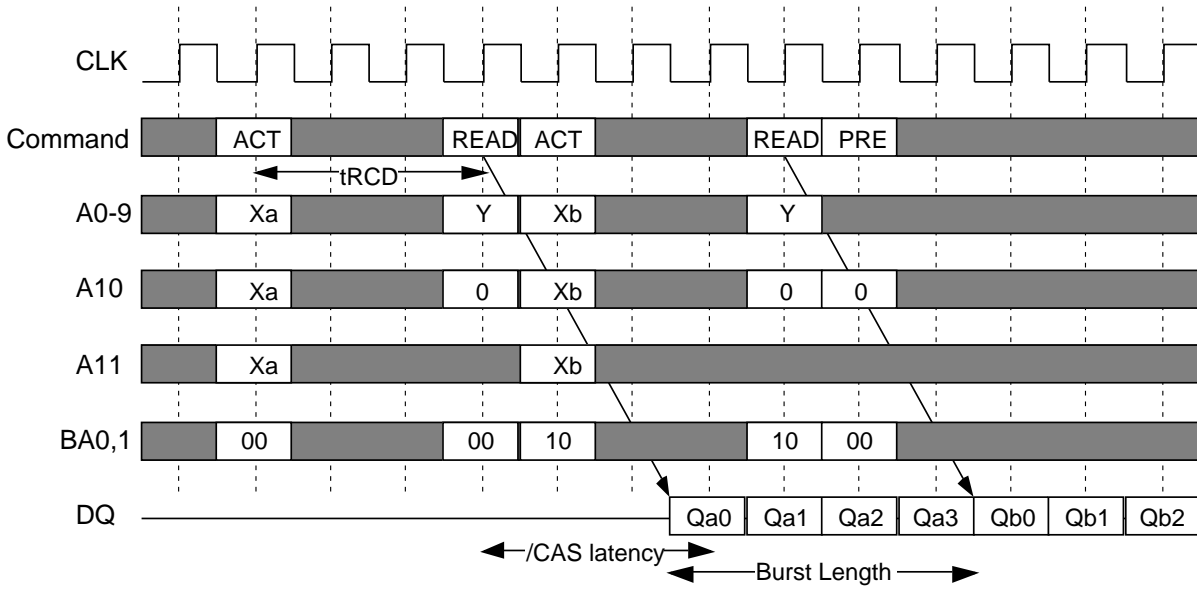 CLK
Command ACT READ ACT READ PRE
tRCD
A0-9 Xa Y Xb Y
A10 Xa 0 Xb 0 0
A11 Xa Xb
BA0,1 00 00 10 10 00
DQ Qa0 Qa1 Qa2 Qa3 Qb0 Qb1 Qb2
/CAS latency
Burst Length